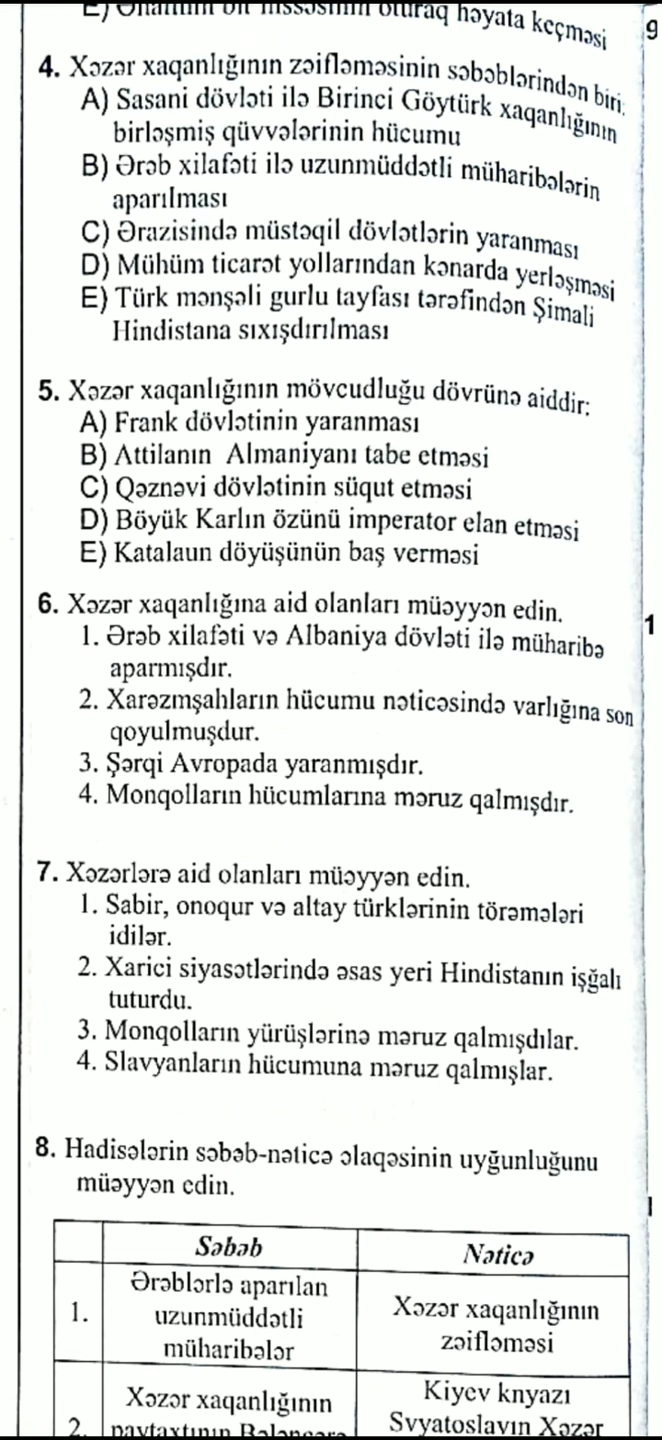 hissəsinin oturaq həyata keçməsi
9
4. Xəzər xaqanlığının zəifləməsinin səbəblərindən biri:
A) Sasani dövləti ilə Birinci Göytürk xaqanlığının
birləşmiş qüvvələrinin hücumu
B) Ərəb xilafəti ilə uzunmüddətli müharibələrin
aparılması
C) Ərazisində müstəqil dövlətlərin yaranması
D) Mühüm ticarət yollarından kənarda yerləşməsi
E) Türk mənşəli gurlu tayfası tərəfindən Şimali
Hindistana sıxışdırılması
5. Xəzər xaqanlığının mövcudluğu dövrünə aiddir:
A) Frank dövlətinin yaranması
B) Attilanın Almaniyanı tabe etməsi
C) Qəznəvi dövlətinin süqut etməsi
D) Böyük Karlın özünü imperator elan etməsi
E) Katalaun döyüşünün baş verməsi
6. Xəzər xaqanlığına aid olanları müəyyən edin.
1
1. Ərəb xilafəti və Albaniya dövləti ilə müharibə
aparmışdır.
2. Xarəzmşahların hücumu nəticəsində varlığına son
qoyulmuşdur.
3. Şərqi Avropada yaranmışdır.
4. Monqolların hücumlarına məruz qalmışdır.
7. Xəzərlərə aid olanları müəyyən edin.
1. Sabir, onoqur və altay türklərinin törəmələri
idilər.
2. Xarici siyasətlərində əsas yeri Hindistanın işğalı
tuturdu.
3. Monqolların yürüşlərinə məruz qalmışdılar.
4. Slavyanların hücumuna məruz qalmışlar.
8. Hadisələrin səbəb-nəticə əlaqəsinin uyğunluğunu
müəyyən edin.
Səbəb
Nəticə
1.
Ərəblərlə aparılan
uzunmüddətli
müharibələr
Xəzər xaqanlığının
zəifləməsi
2.
Xəzər xaqanlığının
paytaxtının
Kiyev knyazı
Svyatoslavın Xəzər